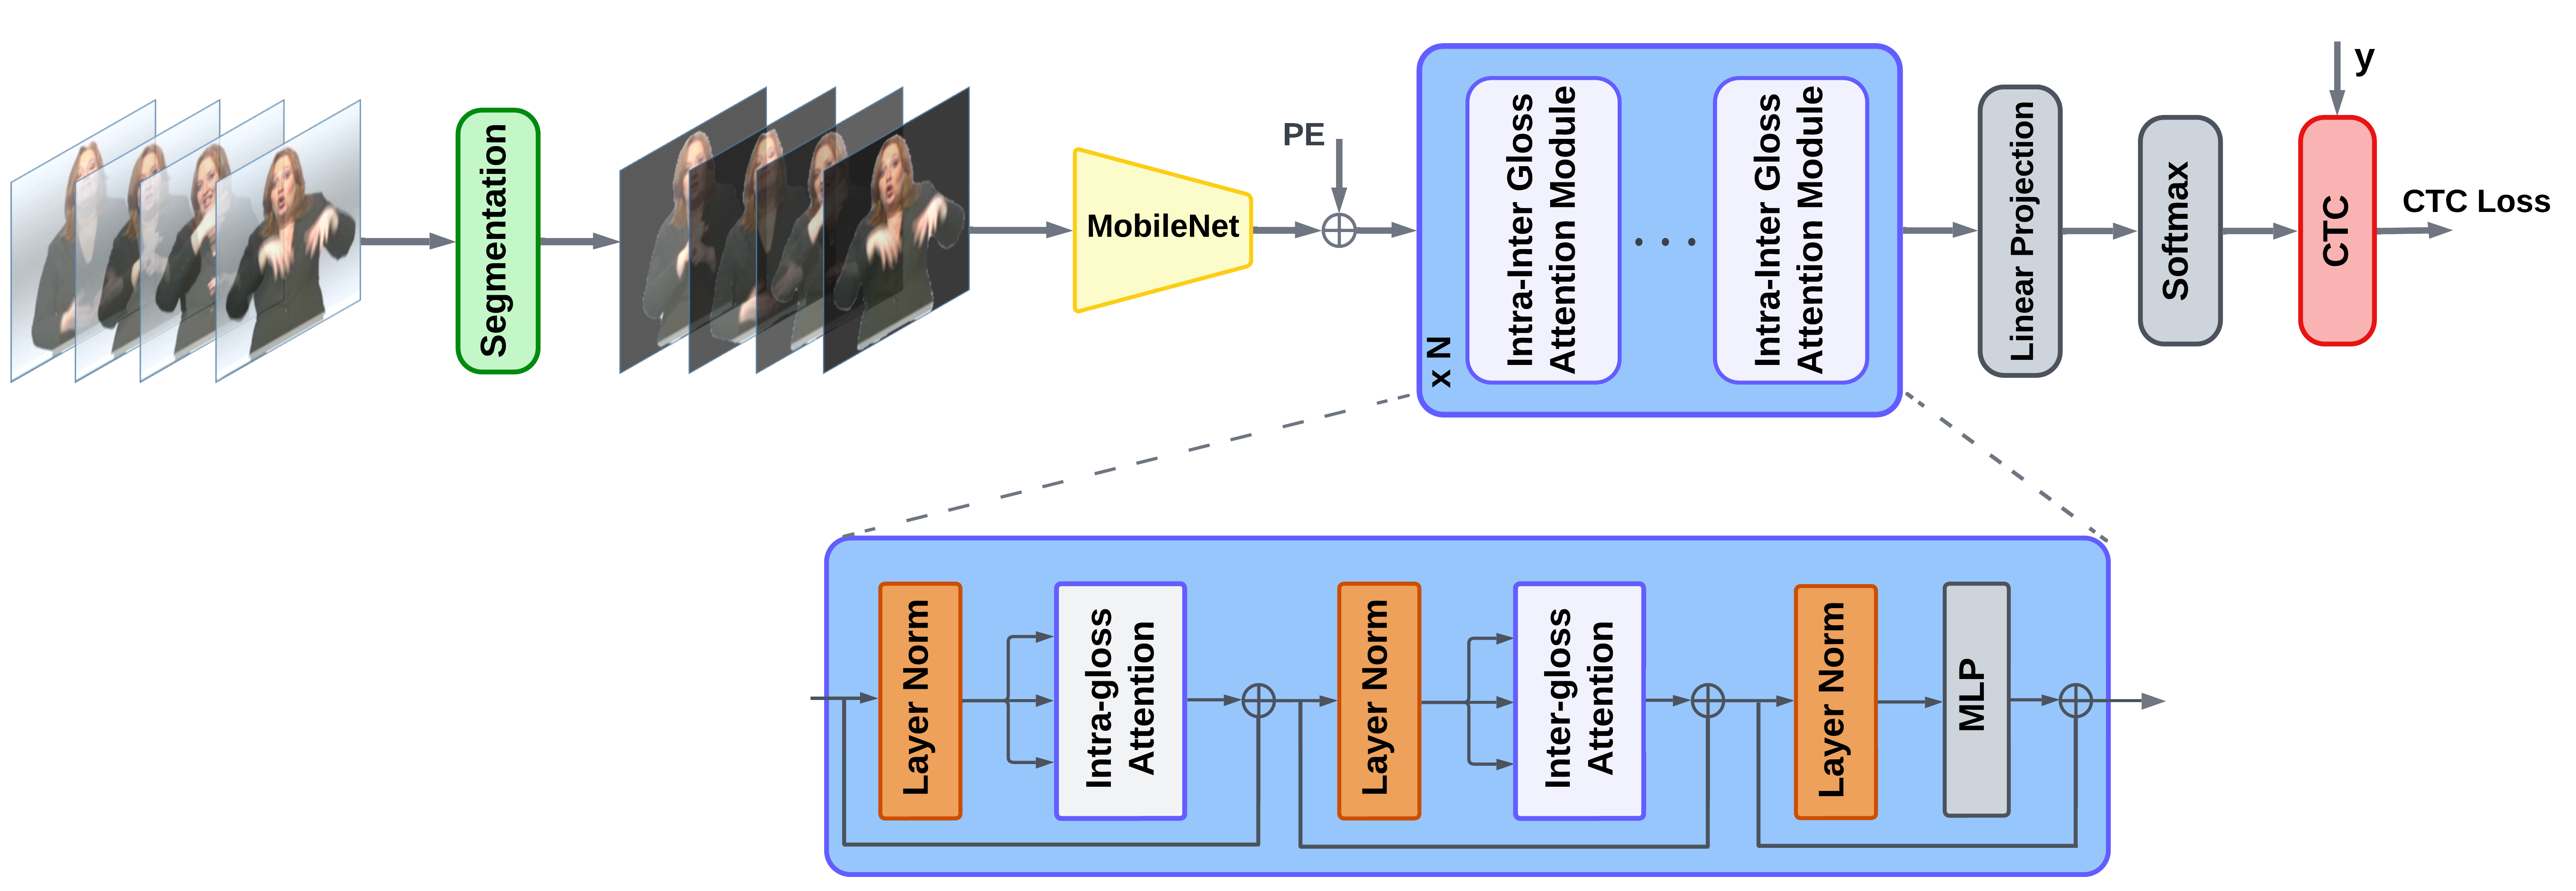 Segmentation
MobileNet
PE
x N
Intra-Inter Gloss
Attention Module
Intra-Inter Gloss
Attention Module
Linear Projection
Softmax
y
CTC
CTC Loss
Layer Norm
Intra-gloss
Attention
Layer Norm
Inter-gloss
Attention
Layer Norm
MLP